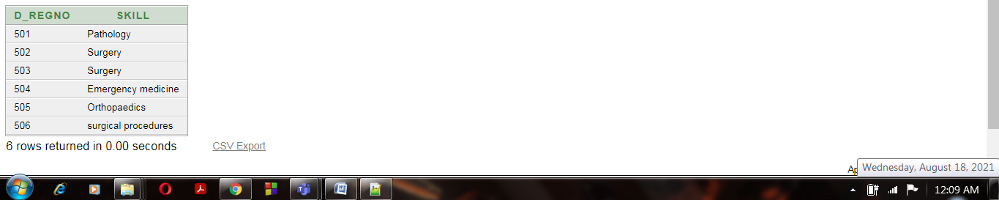 D_REGNO SKILL
501 Pathology
502 Surgery
503 Surgery
504 Emergency medicine
505 Orthopaedics
506 surgical procedures
6 rows returned in 0.00 seconds CSV Export
Wednesday, August 18, 2021
12:09 AM